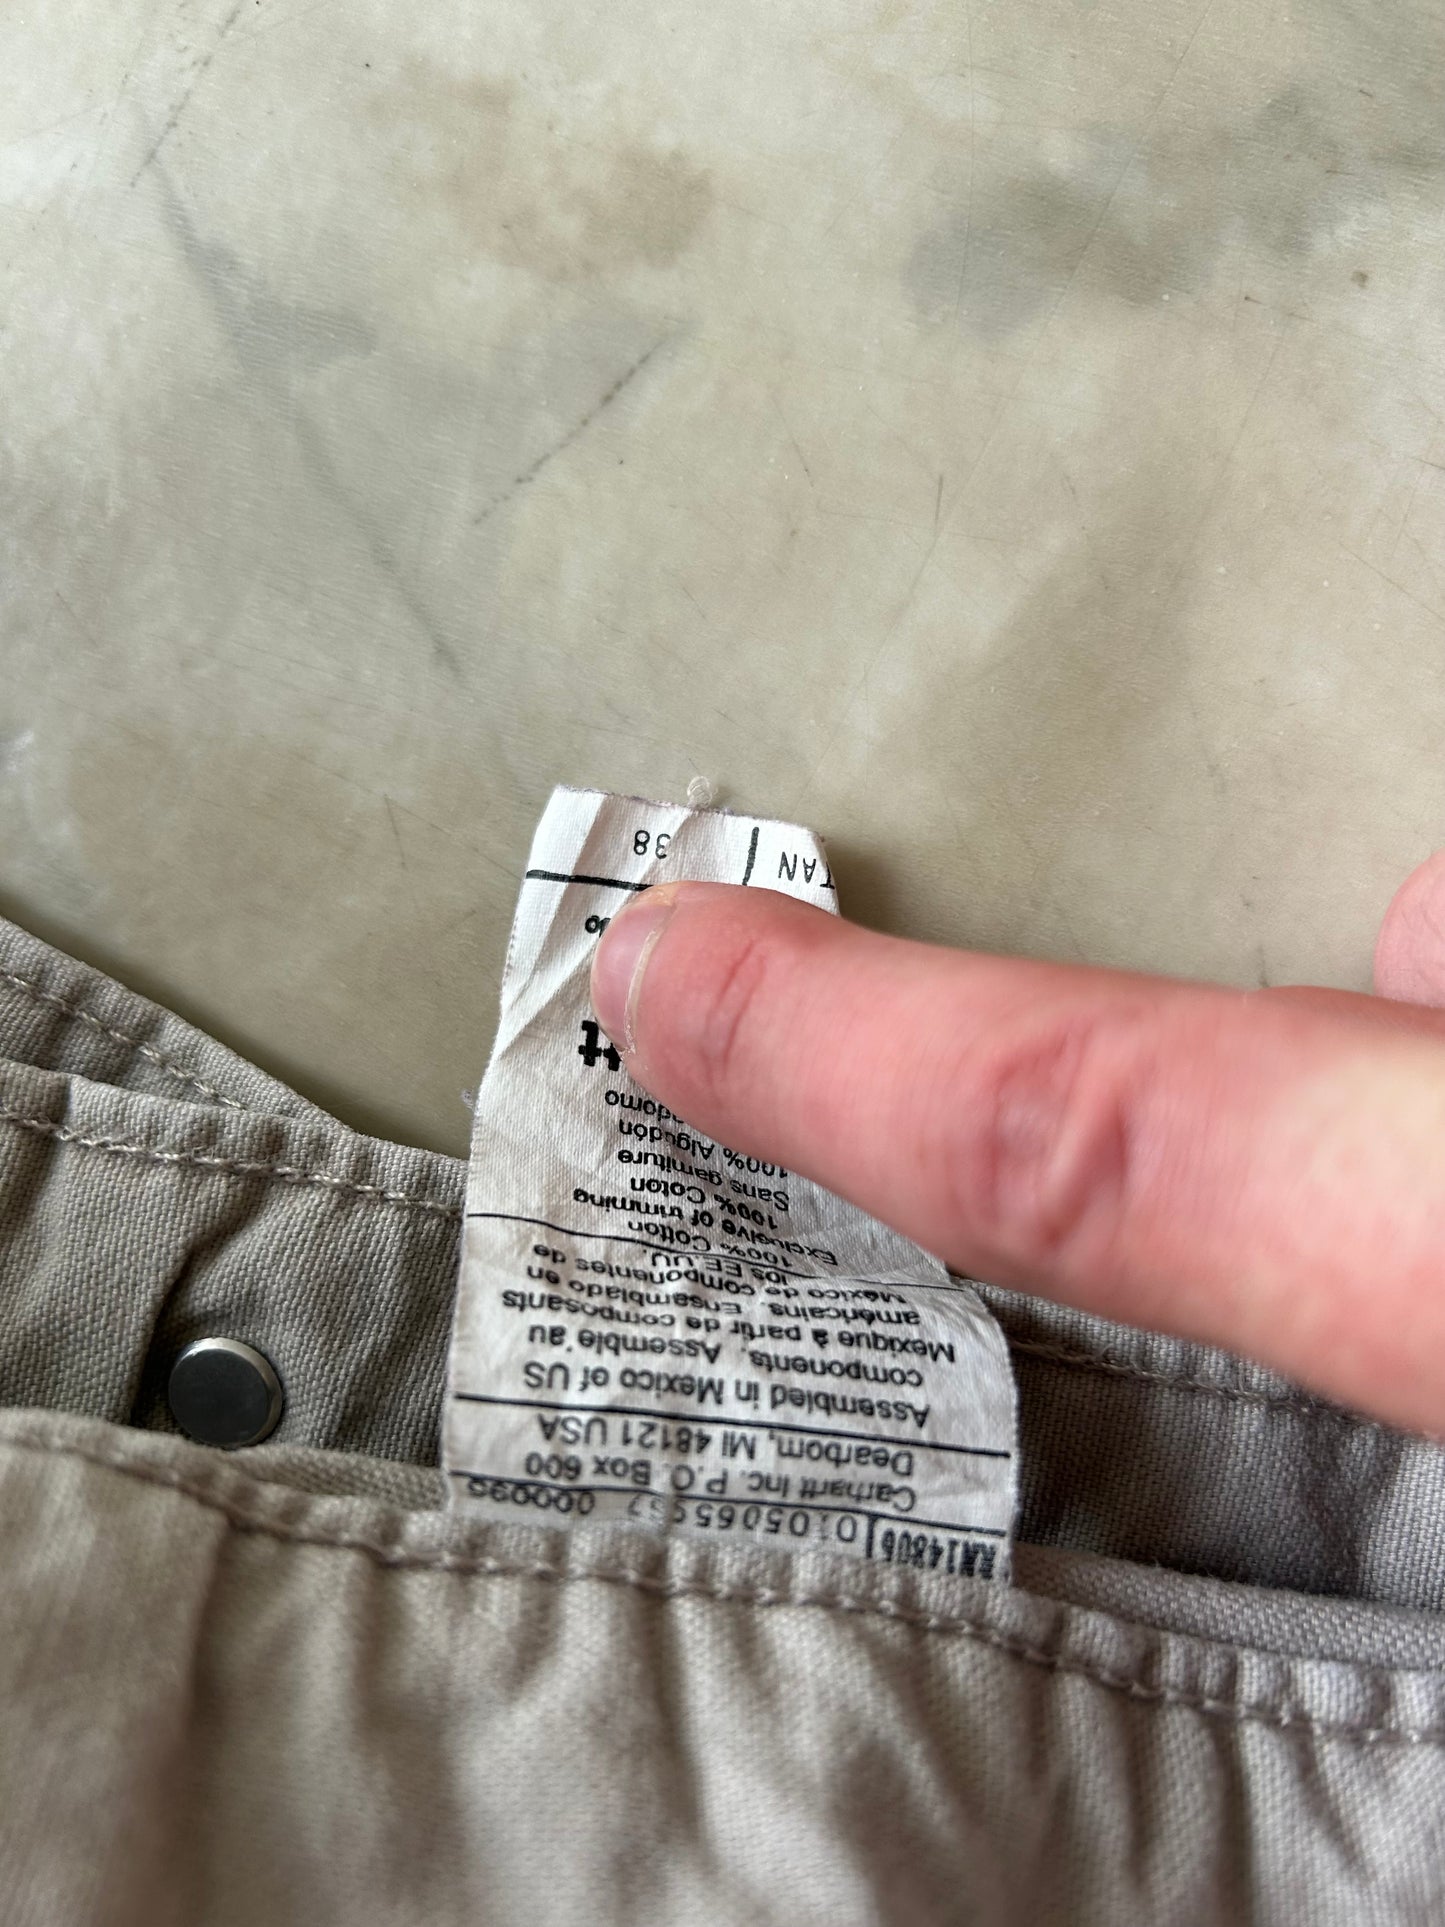 RN14806
Carhartt Inc. P.O. Box 600
Dearborn, MI 48121 USA
Assembled in Mexico of US
components. Assemblé au
Mexique à partir de composants
américains. Ensamblado en
México de componentes de
los EE.UU.
100% Cotton
Exclusive of trimming
100% Coton
Sans garniture
100% Algodón
TAN 38